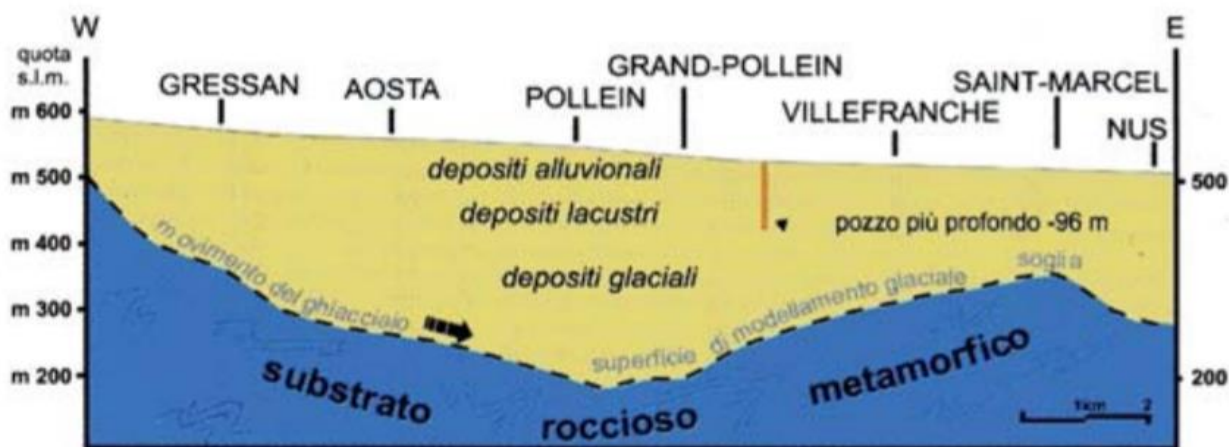 W
E
quota
s.l.m.
GRESSAN
AOSTA
POLLEIN
GRAND-POLLEIN
VILLEFRANCHE
SAINT-MARCEL
NUS
m 600
m 500
m 400
m 300
m 200
500
200
depositi alluvionali
depositi lacustri
depositi glaciali
pozzo più profondo -96 m
movimento del ghiacciaio
superficie di modellamento glaciale
soglia
substrato
roccioso
metamorfico
1km 2